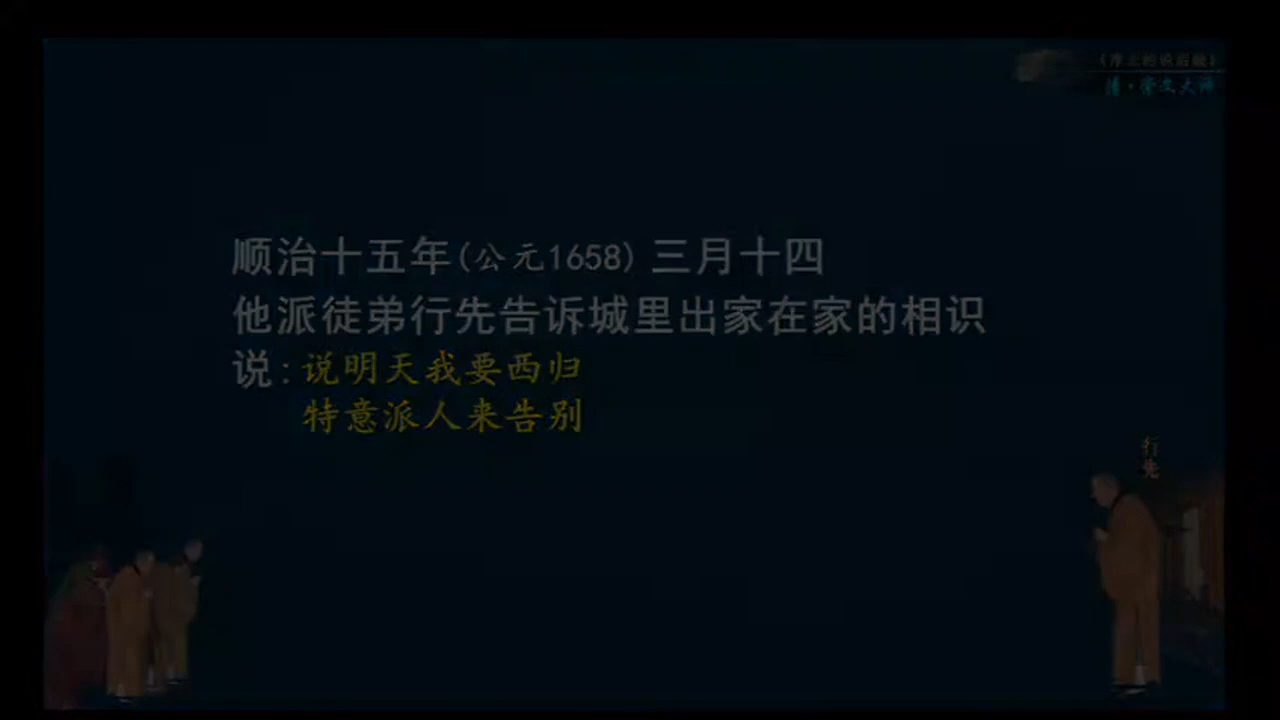 顺治十五年(公元1658) 三月十四
他派徒弟行先告诉城里出家在家的相识
说:说明天我要西归
特意派人来告别
行先